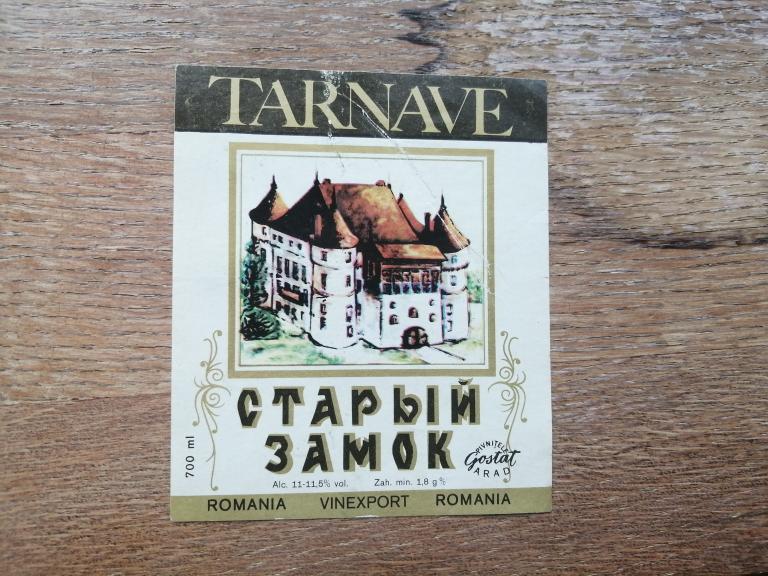 TARNAVE
СТАРЫЙ
ЗАМОК
700 ml
PIVNIȚELE
Gostat
ARAD
Alc. 11-11,5% vol. Zah. min. 1,8 g%
ROMANIA VINEXPORT ROMANIA